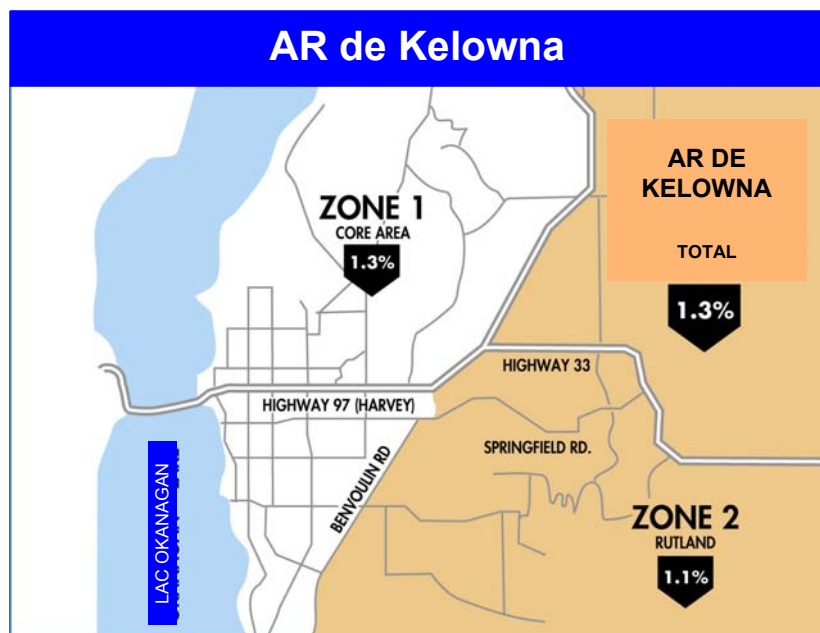 AR de Kelowna
AR DE
KELOWNA
TOTAL
1.3%
ZONE 1
CORE AREA
1.3%
HIGHWAY 33
HIGHWAY 97 (HARVEY)
SPRINGFIELD RD.
BENVOULIN RD
LAC OKANAGAN
ZONE 2
RUTLAND
1.1%